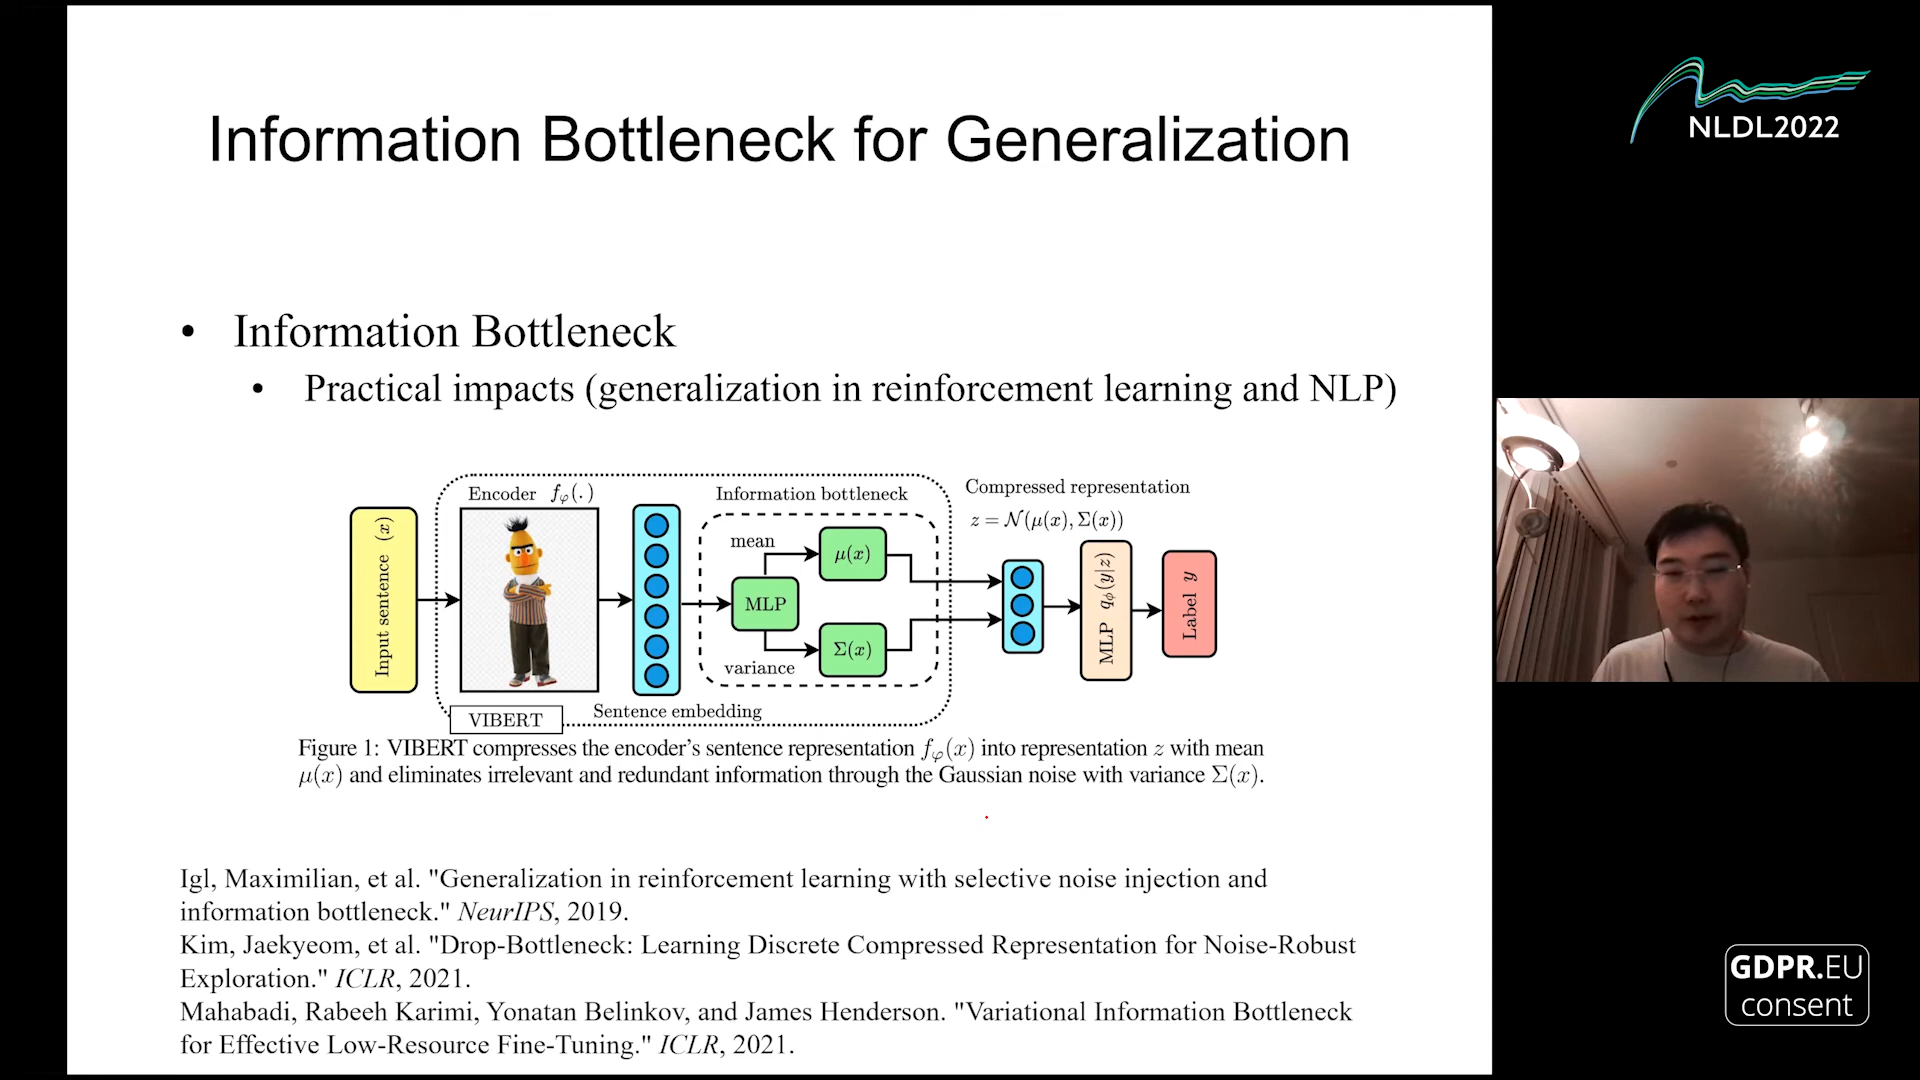 Information Bottleneck for Generalization
NLDL2022
• Information Bottleneck
• Practical impacts (generalization in reinforcement learning and NLP)
Encoder f_φ(.)
Information bottleneck
Compressed representation
z = 𝒩(μ(x), Σ(x))
Input sentence (x)
mean
μ(x)
MLP
Σ(x)
variance
MLP q_ϕ(y|z)
Label y
VIBERT
Sentence embedding
Figure 1: VIBERT compresses the encoder's sentence representation f_φ(x) into representation z with mean
μ(x) and eliminates irrelevant and redundant information through the Gaussian noise with variance Σ(x).
Igl, Maximilian, et al. "Generalization in reinforcement learning with selective noise injection and
information bottleneck." NeurIPS, 2019.
Kim, Jaekyeom, et al. "Drop-Bottleneck: Learning Discrete Compressed Representation for Noise-Robust
Exploration." ICLR, 2021.
Mahabadi, Rabeeh Karimi, Yonatan Belinkov, and James Henderson. "Variational Information Bottleneck
for Effective Low-Resource Fine-Tuning." ICLR, 2021.
GDPR.EU
consent